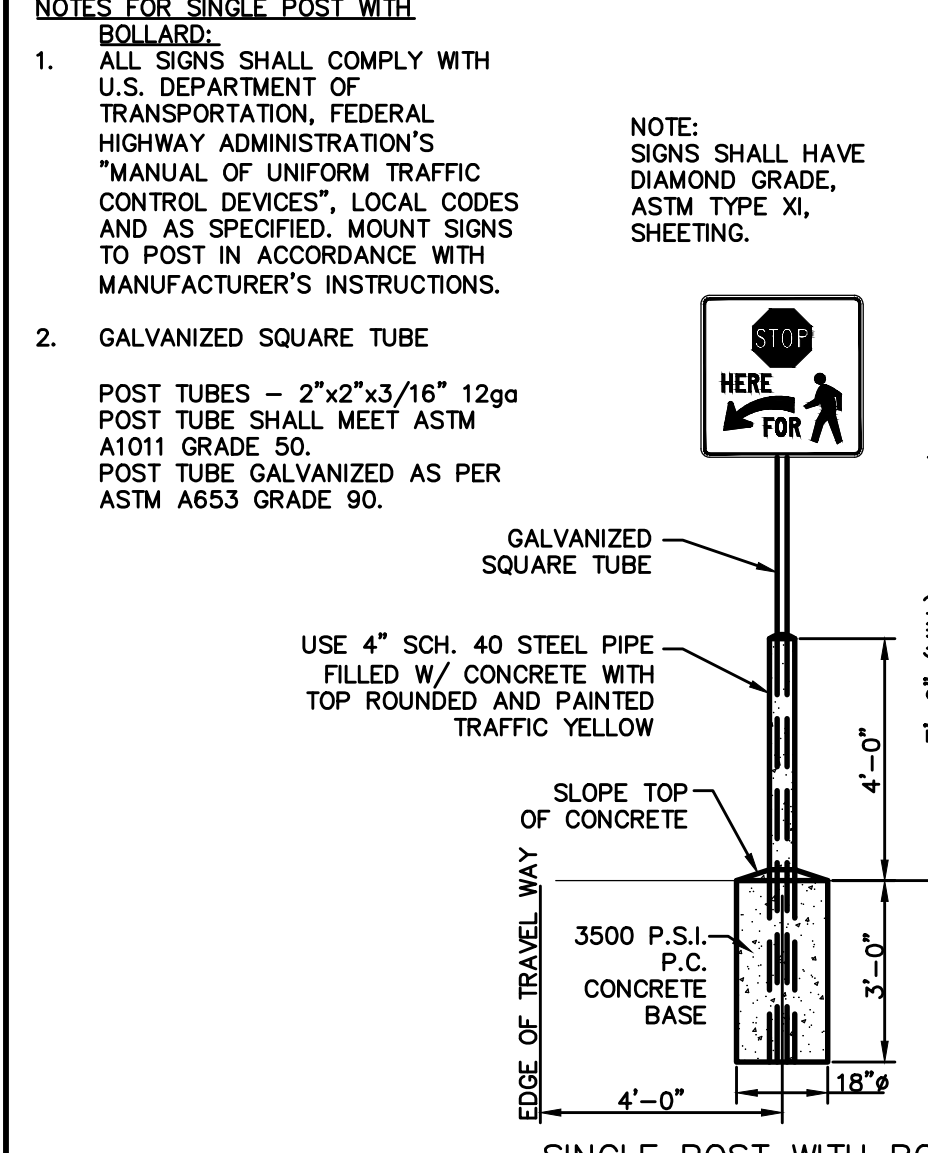 NOTES FOR SINGLE POST WITH
BOLLARD:
1. ALL SIGNS SHALL COMPLY WITH
U.S. DEPARTMENT OF
TRANSPORTATION, FEDERAL
HIGHWAY ADMINISTRATION'S
"MANUAL OF UNIFORM TRAFFIC
CONTROL DEVICES", LOCAL CODES
AND AS SPECIFIED. MOUNT SIGNS
TO POST IN ACCORDANCE WITH
MANUFACTURER'S INSTRUCTIONS.
2. GALVANIZED SQUARE TUBE
POST TUBES – 2"x2"x3/16" 12ga
POST TUBE SHALL MEET ASTM
A1011 GRADE 50.
POST TUBE GALVANIZED AS PER
ASTM A653 GRADE 90.
NOTE:
SIGNS SHALL HAVE
DIAMOND GRADE,
ASTM TYPE XI,
SHEETING.
STOP
HERE
FOR
GALVANIZED
SQUARE TUBE
USE 4" SCH. 40 STEEL PIPE
FILLED W/ CONCRETE WITH
TOP ROUNDED AND PAINTED
TRAFFIC YELLOW
4'-0"
SLOPE TOP
OF CONCRETE
EDGE OF TRAVEL WAY
3500 P.S.I.
P.C.
CONCRETE
BASE
3'-0"
18"ø
4'-0"
SINGLE POST WITH